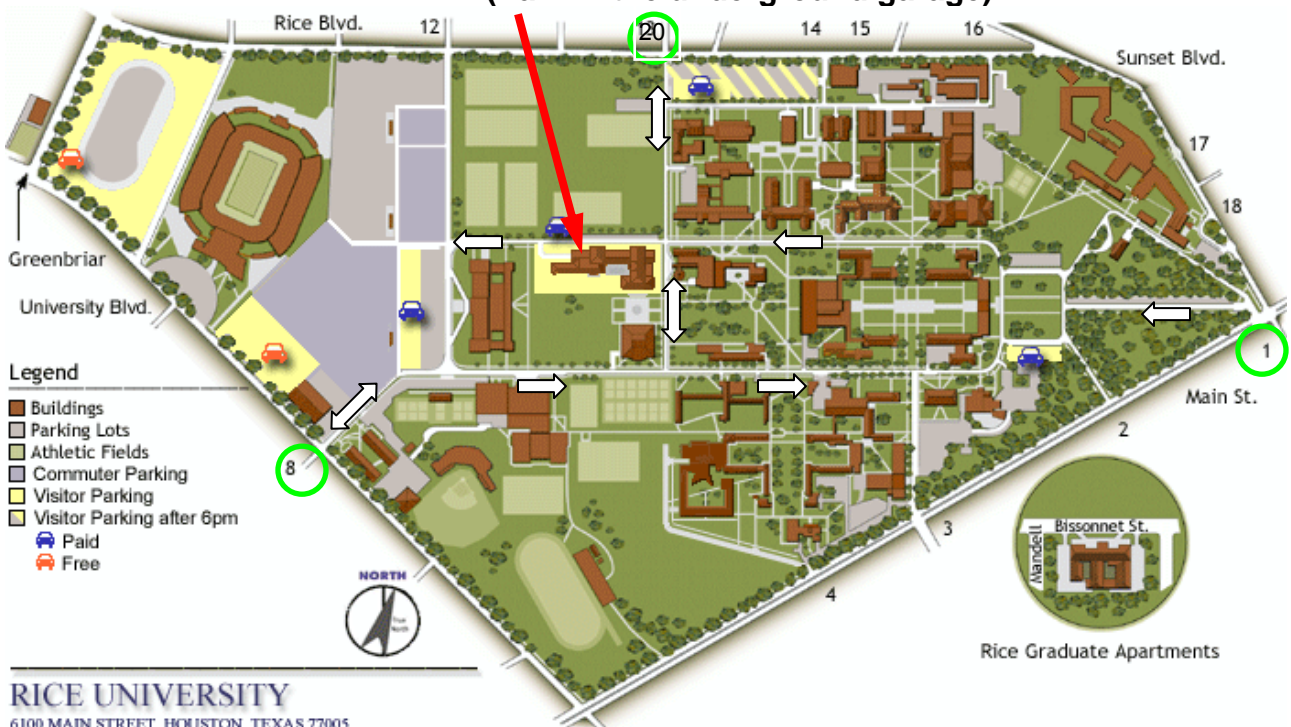 Rice Blvd.
12
20
14
15
16
Sunset Blvd.
17
18
Greenbriar
University Blvd.
1
Main St.
2
Legend
Buildings
Parking Lots
Athletic Fields
Commuter Parking
Visitor Parking
Visitor Parking after 6pm
Paid
Free
8
3
4
Bissonnet St.
Mandell
Rice Graduate Apartments
NORTH
True
North
RICE UNIVERSITY
6100 MAIN STREET, HOUSTON, TEXAS 77005